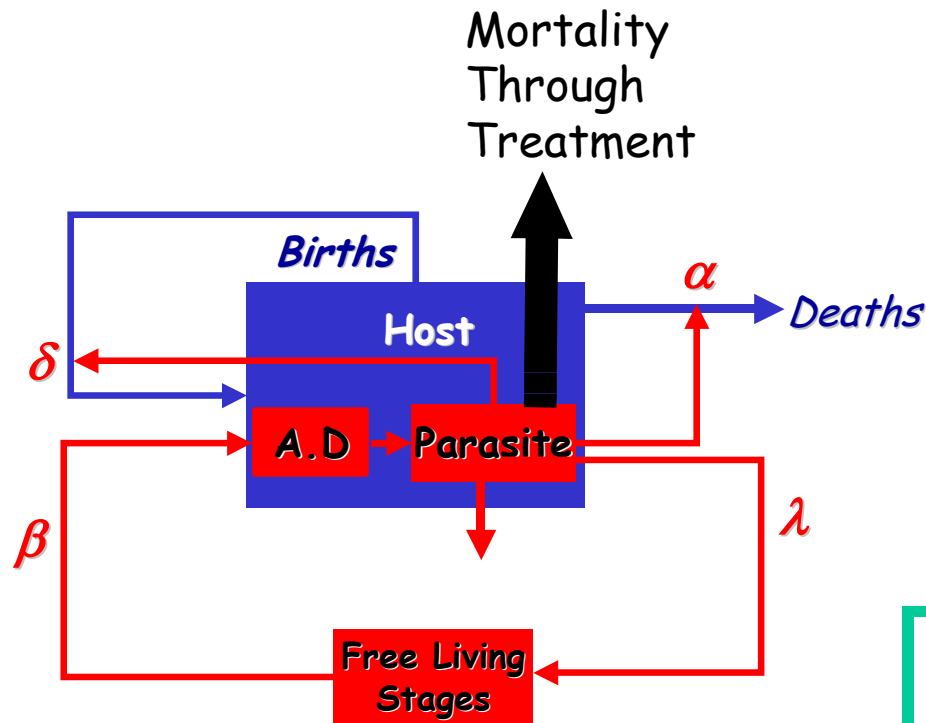 Mortality
Through
Treatment
Births
α
Deaths
Host
δ
A.D
Parasite
β
λ
Free Living
Stages